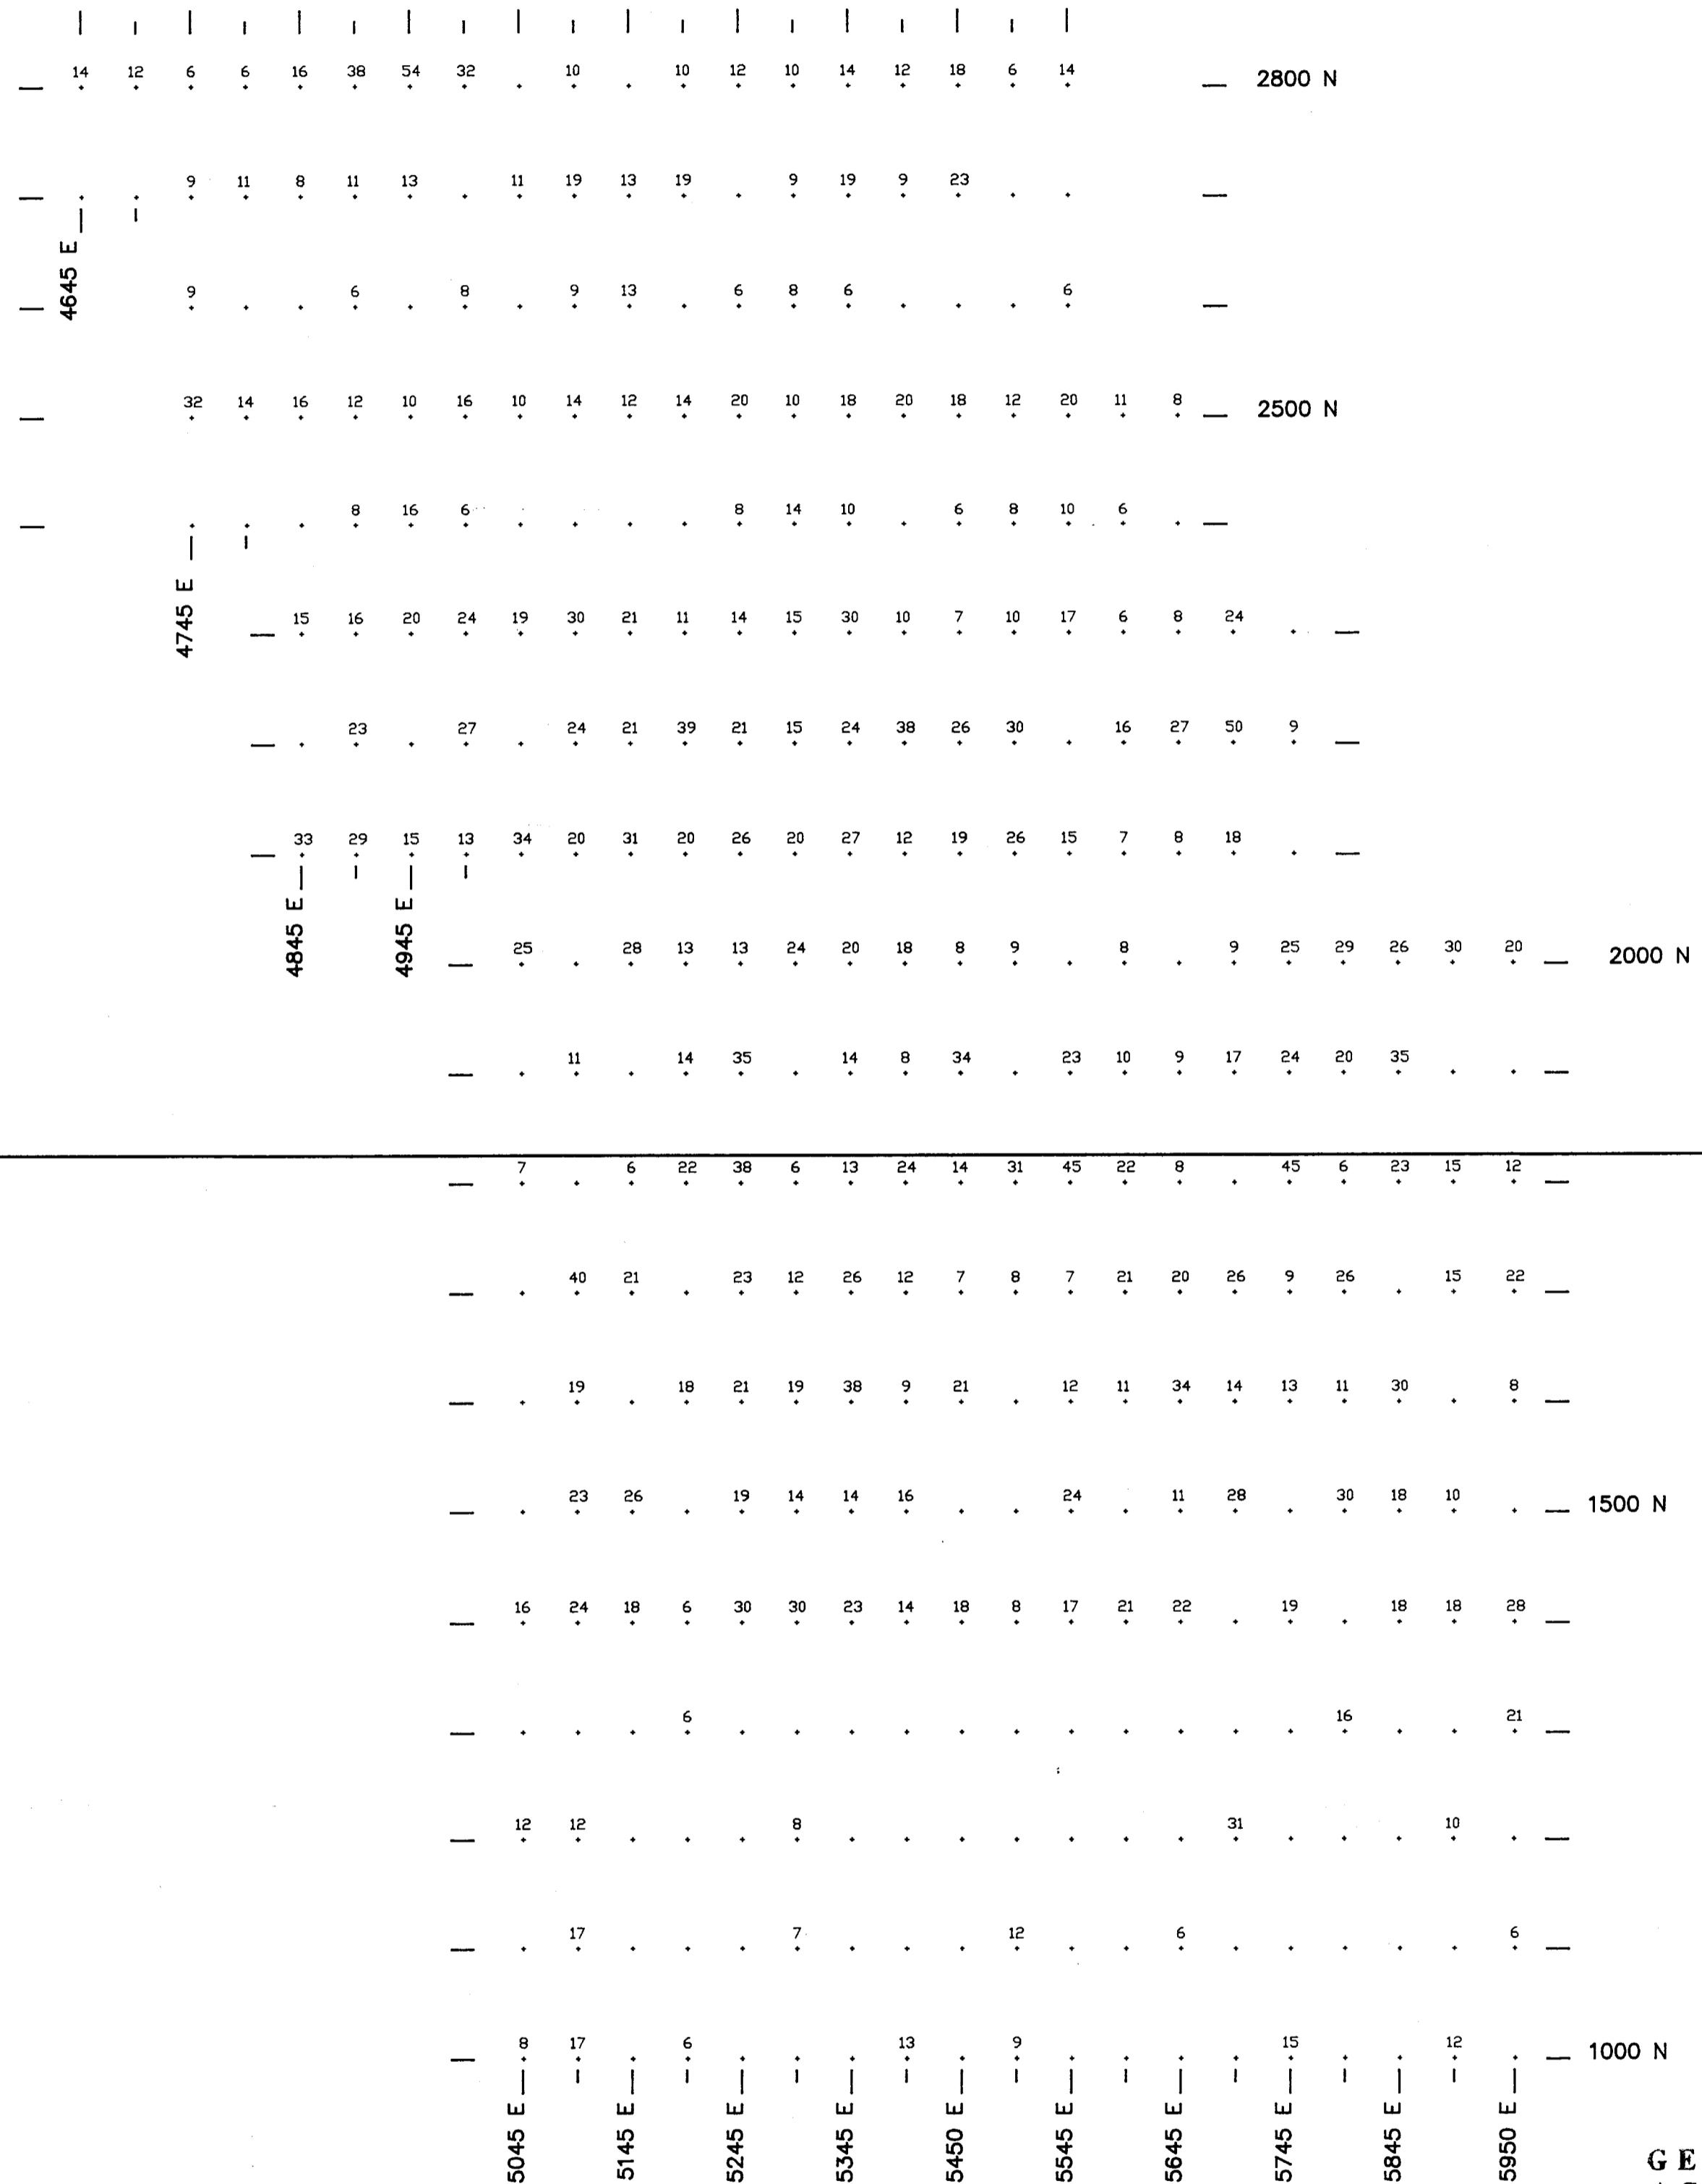 14 12 6 6 16 38 54 32 10 10 12 10 14 12 18 6 14 2800 N
9 11 8 11 13 11 19 13 19 9 19 9 23
4645 E
9 6 8 9 13 6 8 6 6
32 14 16 12 10 16 10 14 12 14 20 10 18 20 18 12 20 11 8 2500 N
8 16 6 8 14 10 6 8 10 6
4745 E
15 16 20 24 19 30 21 11 14 15 30 10 7 10 17 6 8 24
23 27 24 21 39 21 15 24 38 26 30 16 27 50 9
33 29 15 13 34 20 31 20 26 20 27 12 19 26 15 7 8 18
4845 E 4945 E
25 28 13 13 24 20 18 8 9 8 9 25 29 26 30 20 2000 N
11 14 35 14 8 34 23 10 9 17 24 20 35
7 6 22 38 6 13 24 14 31 45 22 8 45 6 23 15 12
40 21 23 12 26 12 7 8 7 21 20 26 9 26 15 22
19 18 21 19 38 9 21 12 11 34 14 13 11 30 8
23 26 19 14 14 16 24 11 28 30 18 10 1500 N
16 24 18 6 30 30 23 14 18 8 17 21 22 19 18 18 28
6 16 21
12 12 8 31 10
17 7 12 6 6
8 17 6 13 9 15 12 1000 N
5045 E 5145 E 5245 E 5345 E 5450 E 5545 E 5645 E 5745 E 5845 E 5950 E
G E